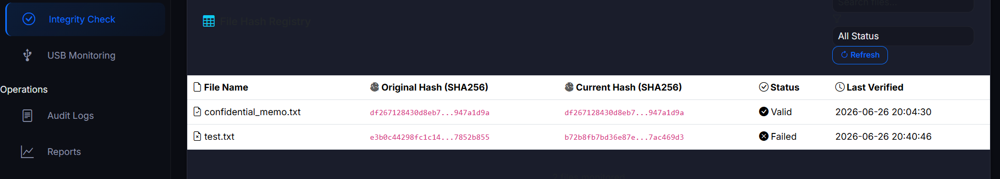 Integrity Check
USB Monitoring
Operations
Audit Logs
Reports
File Hash Registry
Search files...
All Status
Refresh
File Name Original Hash (SHA256) Current Hash (SHA256) Status Last Verified
confidential_memo.txt df267128430d8eb7...947a1d9a df267128430d8eb7...947a1d9a Valid 2026-06-26 20:04:30
test.txt e3b0c44298fc1c14...7852b855 b72b8fb7bd36e87e...7ac469d3 Failed 2026-06-26 20:40:46